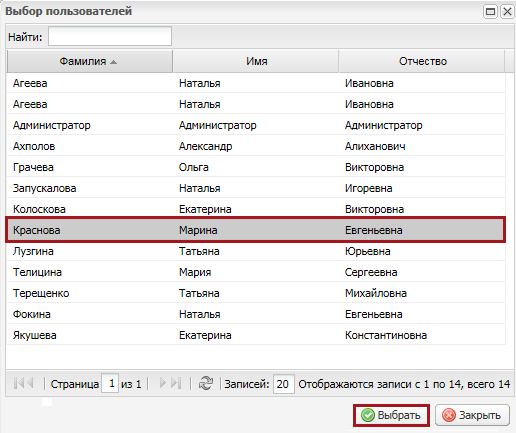 Выбор пользователей
Найти:
Фамилия Имя Отчество
Агеева Наталья Ивановна
Агеева Наталья Ивановна
Администратор Администратор Администратор
Ахполов Александр Алиханович
Грачева Ольга Викторовна
Запускалова Наталья Игоревна
Колоскова Екатерина Викторовна
Краснова Марина Евгеньевна
Лузгина Татьяна Юрьевна
Телицина Мария Сергеевна
Терещенко Татьяна Михайловна
Фокина Наталья Евгеньевна
Якушева Екатерина Константиновна
Страница 1 из 1 Записей: 20 Отображаются записи с 1 по 14, всего 14
Выбрать Закрыть